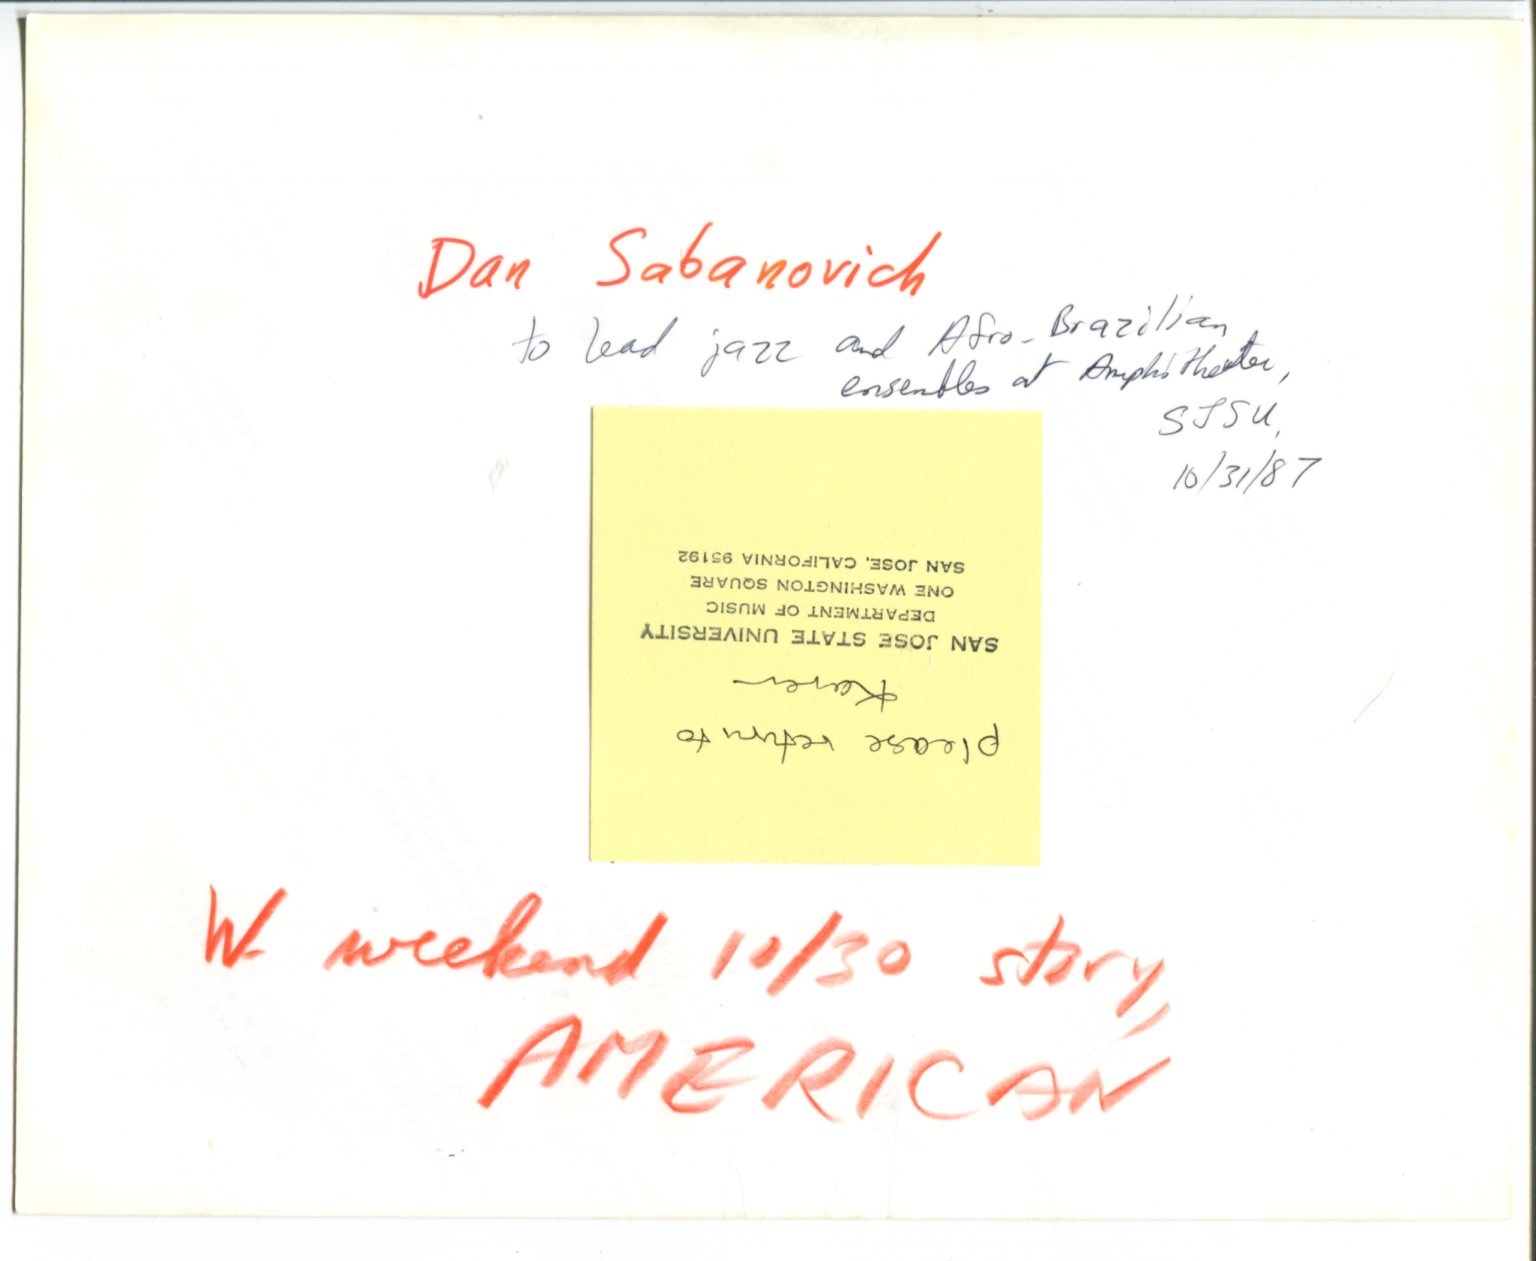 Dan Sabanovich
to lead jazz and Afro-Brazilian
ensembles at Amphitheater,
SJSU,
10/31/87
please return to
Karen
SAN JOSE STATE UNIVERSITY
DEPARTMENT OF MUSIC
ONE WASHINGTON SQUARE
SAN JOSE, CALIFORNIA 95192
W. weekend 10/30 story,
AMERICAN